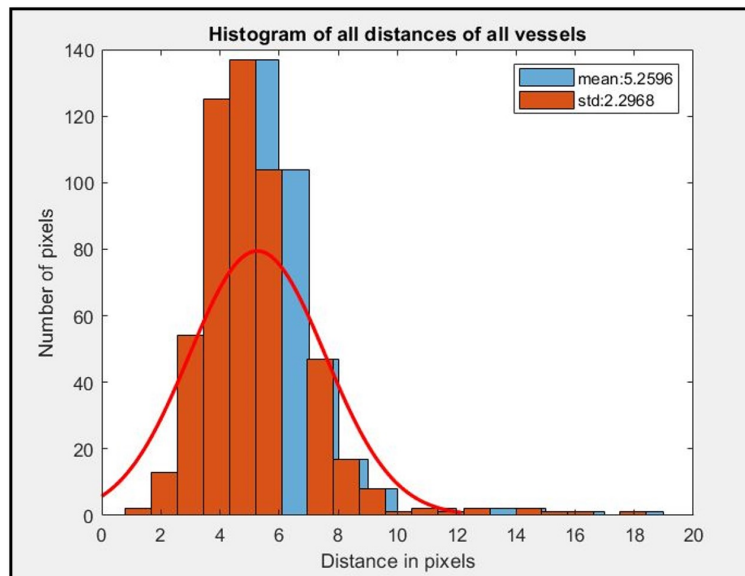 Histogram of all distances of all vessels
mean:5.2596
std:2.2968
Number of pixels
140
120
100
80
60
40
20
0
0 2 4 6 8 10 12 14 16 18 20
Distance in pixels